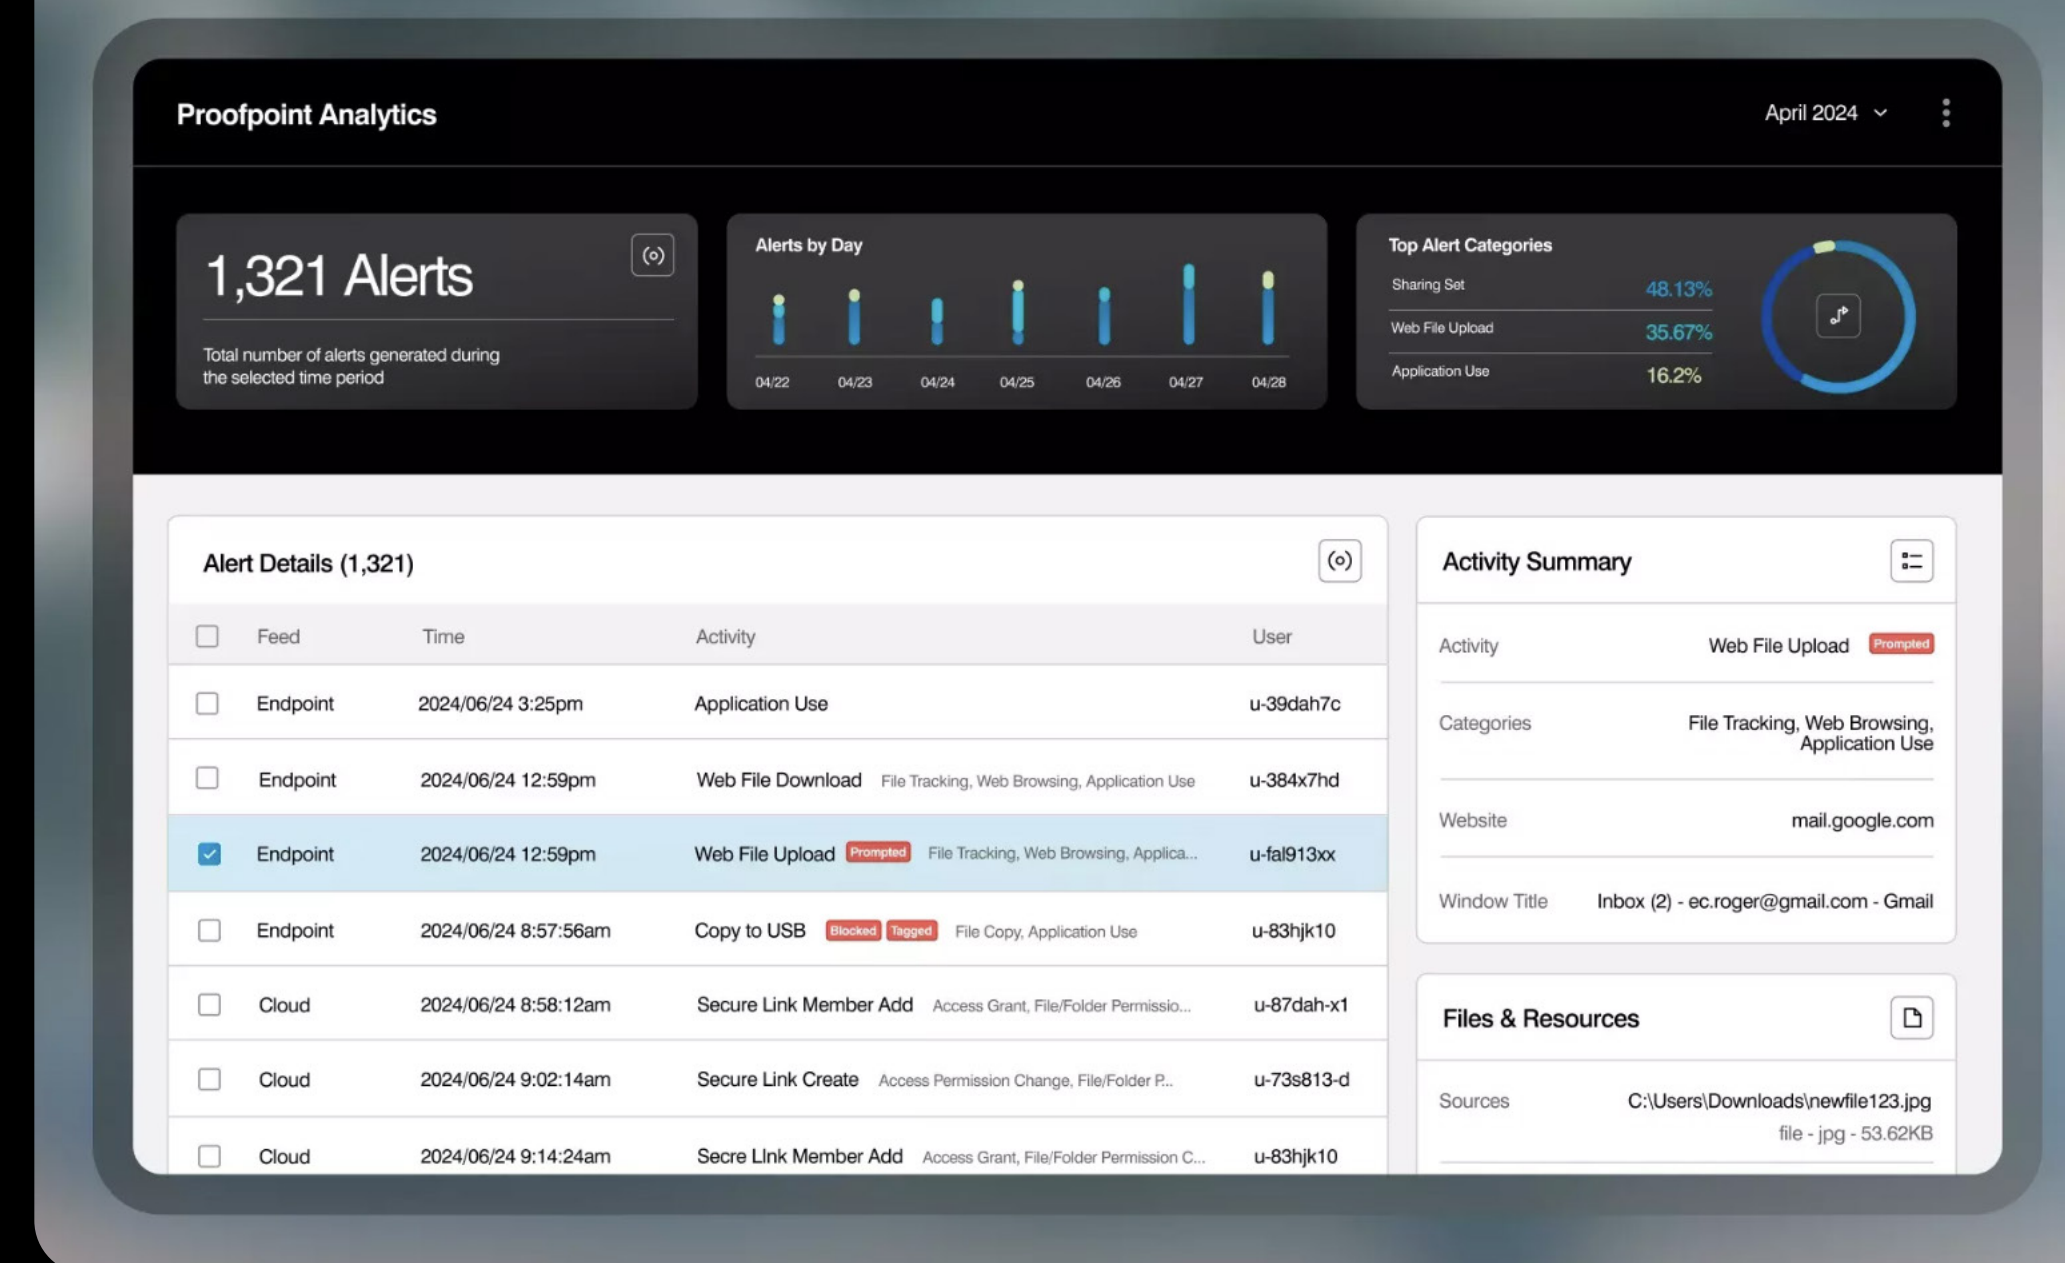 Proofpoint Analytics
April 2024
1,321 Alerts
Total number of alerts generated during
the selected time period
Alerts by Day
04/22 04/23 04/24 04/25 04/26 04/27 04/28
Top Alert Categories
Sharing Set 48.13%
Web File Upload 35.67%
Application Use 16.2%
Alert Details (1,321)
Feed Time Activity User
Endpoint 2024/06/24 3:25pm Application Use u-39dah7c
Endpoint 2024/06/24 12:59pm Web File Download File Tracking, Web Browsing, Application Use u-384x7hd
Endpoint 2024/06/24 12:59pm Web File Upload Prompted File Tracking, Web Browsing, Applica... u-fal913xx
Endpoint 2024/06/24 8:57:56am Copy to USB Blocked Tagged File Copy, Application Use u-83hjk10
Cloud 2024/06/24 8:58:12am Secure Link Member Add Access Grant, File/Folder Permissio... u-87dah-x1
Cloud 2024/06/24 9:02:14am Secure Link Create Access Permission Change, File/Folder P... u-73s813-d
Cloud 2024/06/24 9:14:24am Secre LInk Member Add Access Grant, File/Folder Permission C... u-83hjk10
Activity Summary
Activity Web File Upload Prompted
Categories File Tracking, Web Browsing,
Application Use
Website mail.google.com
Window Title Inbox (2) - ec.roger@gmail.com - Gmail
Files & Resources
Sources C:\Users\Downloads\newfile123.jpg
file - jpg - 53.62KB